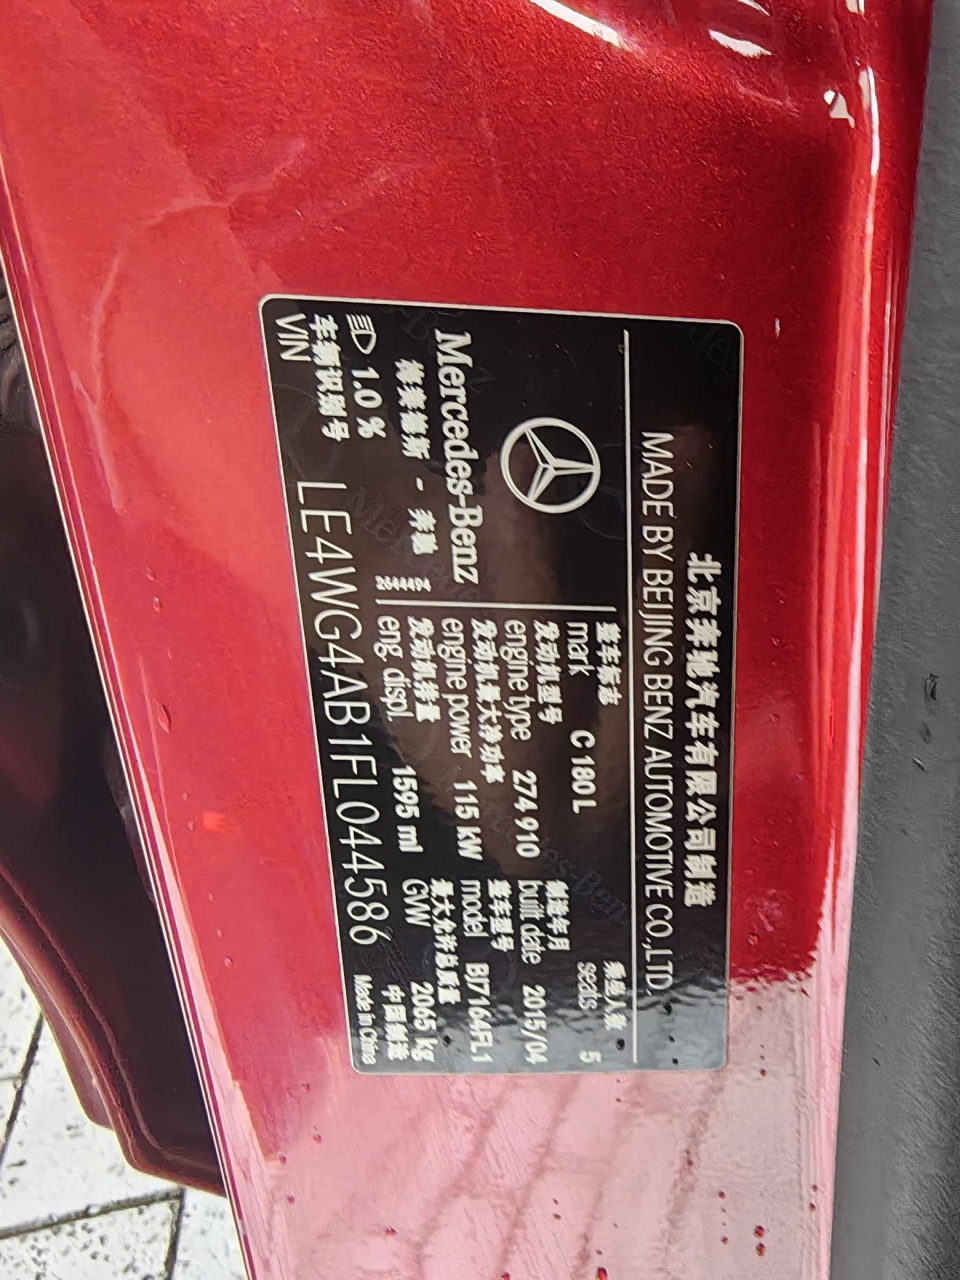 北京奔驰汽车有限公司制造
MADE BY BEIJING BENZ AUTOMOTIVE CO.,LTD.
Mercedes-Benz
梅赛德斯 - 奔驰
2644494
1.0 %
整车标志
mark C 180 L
乘坐人数
seats 5
发动机型号
engine type 274 910
制造年月
built date 2015/04
发动机最大净功率
engine power 115 kW
整车型号
model BJ7164FL1
发动机排量
eng. displ. 1595 ml
最大允许总质量
GVW 2065 kg
车辆识别号
VIN LE4WG4AB1FL044586
中国制造
Made in China